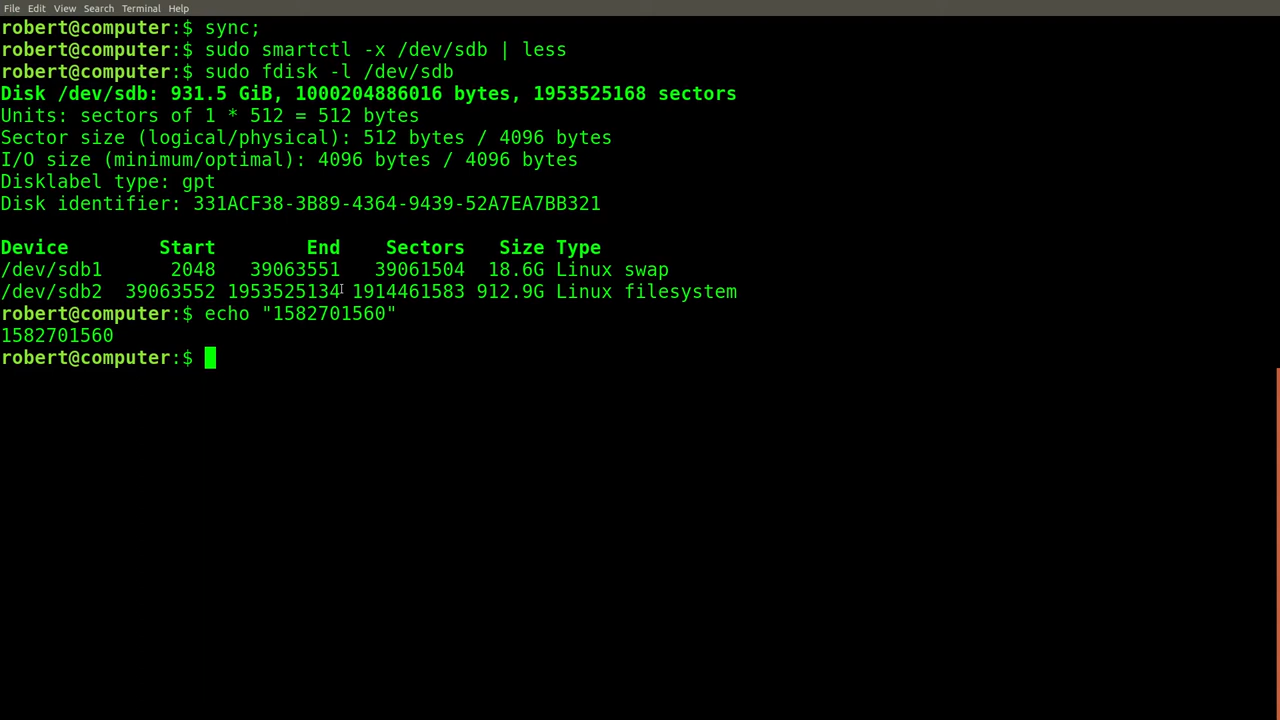 File Edit View Search Terminal Help
robert@computer:$ sync;
robert@computer:$ sudo smartctl -x /dev/sdb | less
robert@computer:$ sudo fdisk -l /dev/sdb
Disk /dev/sdb: 931.5 GiB, 1000204886016 bytes, 1953525168 sectors
Units: sectors of 1 * 512 = 512 bytes
Sector size (logical/physical): 512 bytes / 4096 bytes
I/O size (minimum/optimal): 4096 bytes / 4096 bytes
Disklabel type: gpt
Disk identifier: 331ACF38-3B89-4364-9439-52A7EA7BB321
Device Start End Sectors Size Type
/dev/sdb1 2048 39063551 39061504 18.6G Linux swap
/dev/sdb2 39063552 1953525134 1914461583 912.9G Linux filesystem
robert@computer:$ echo "1582701560"
1582701560
robert@computer:$